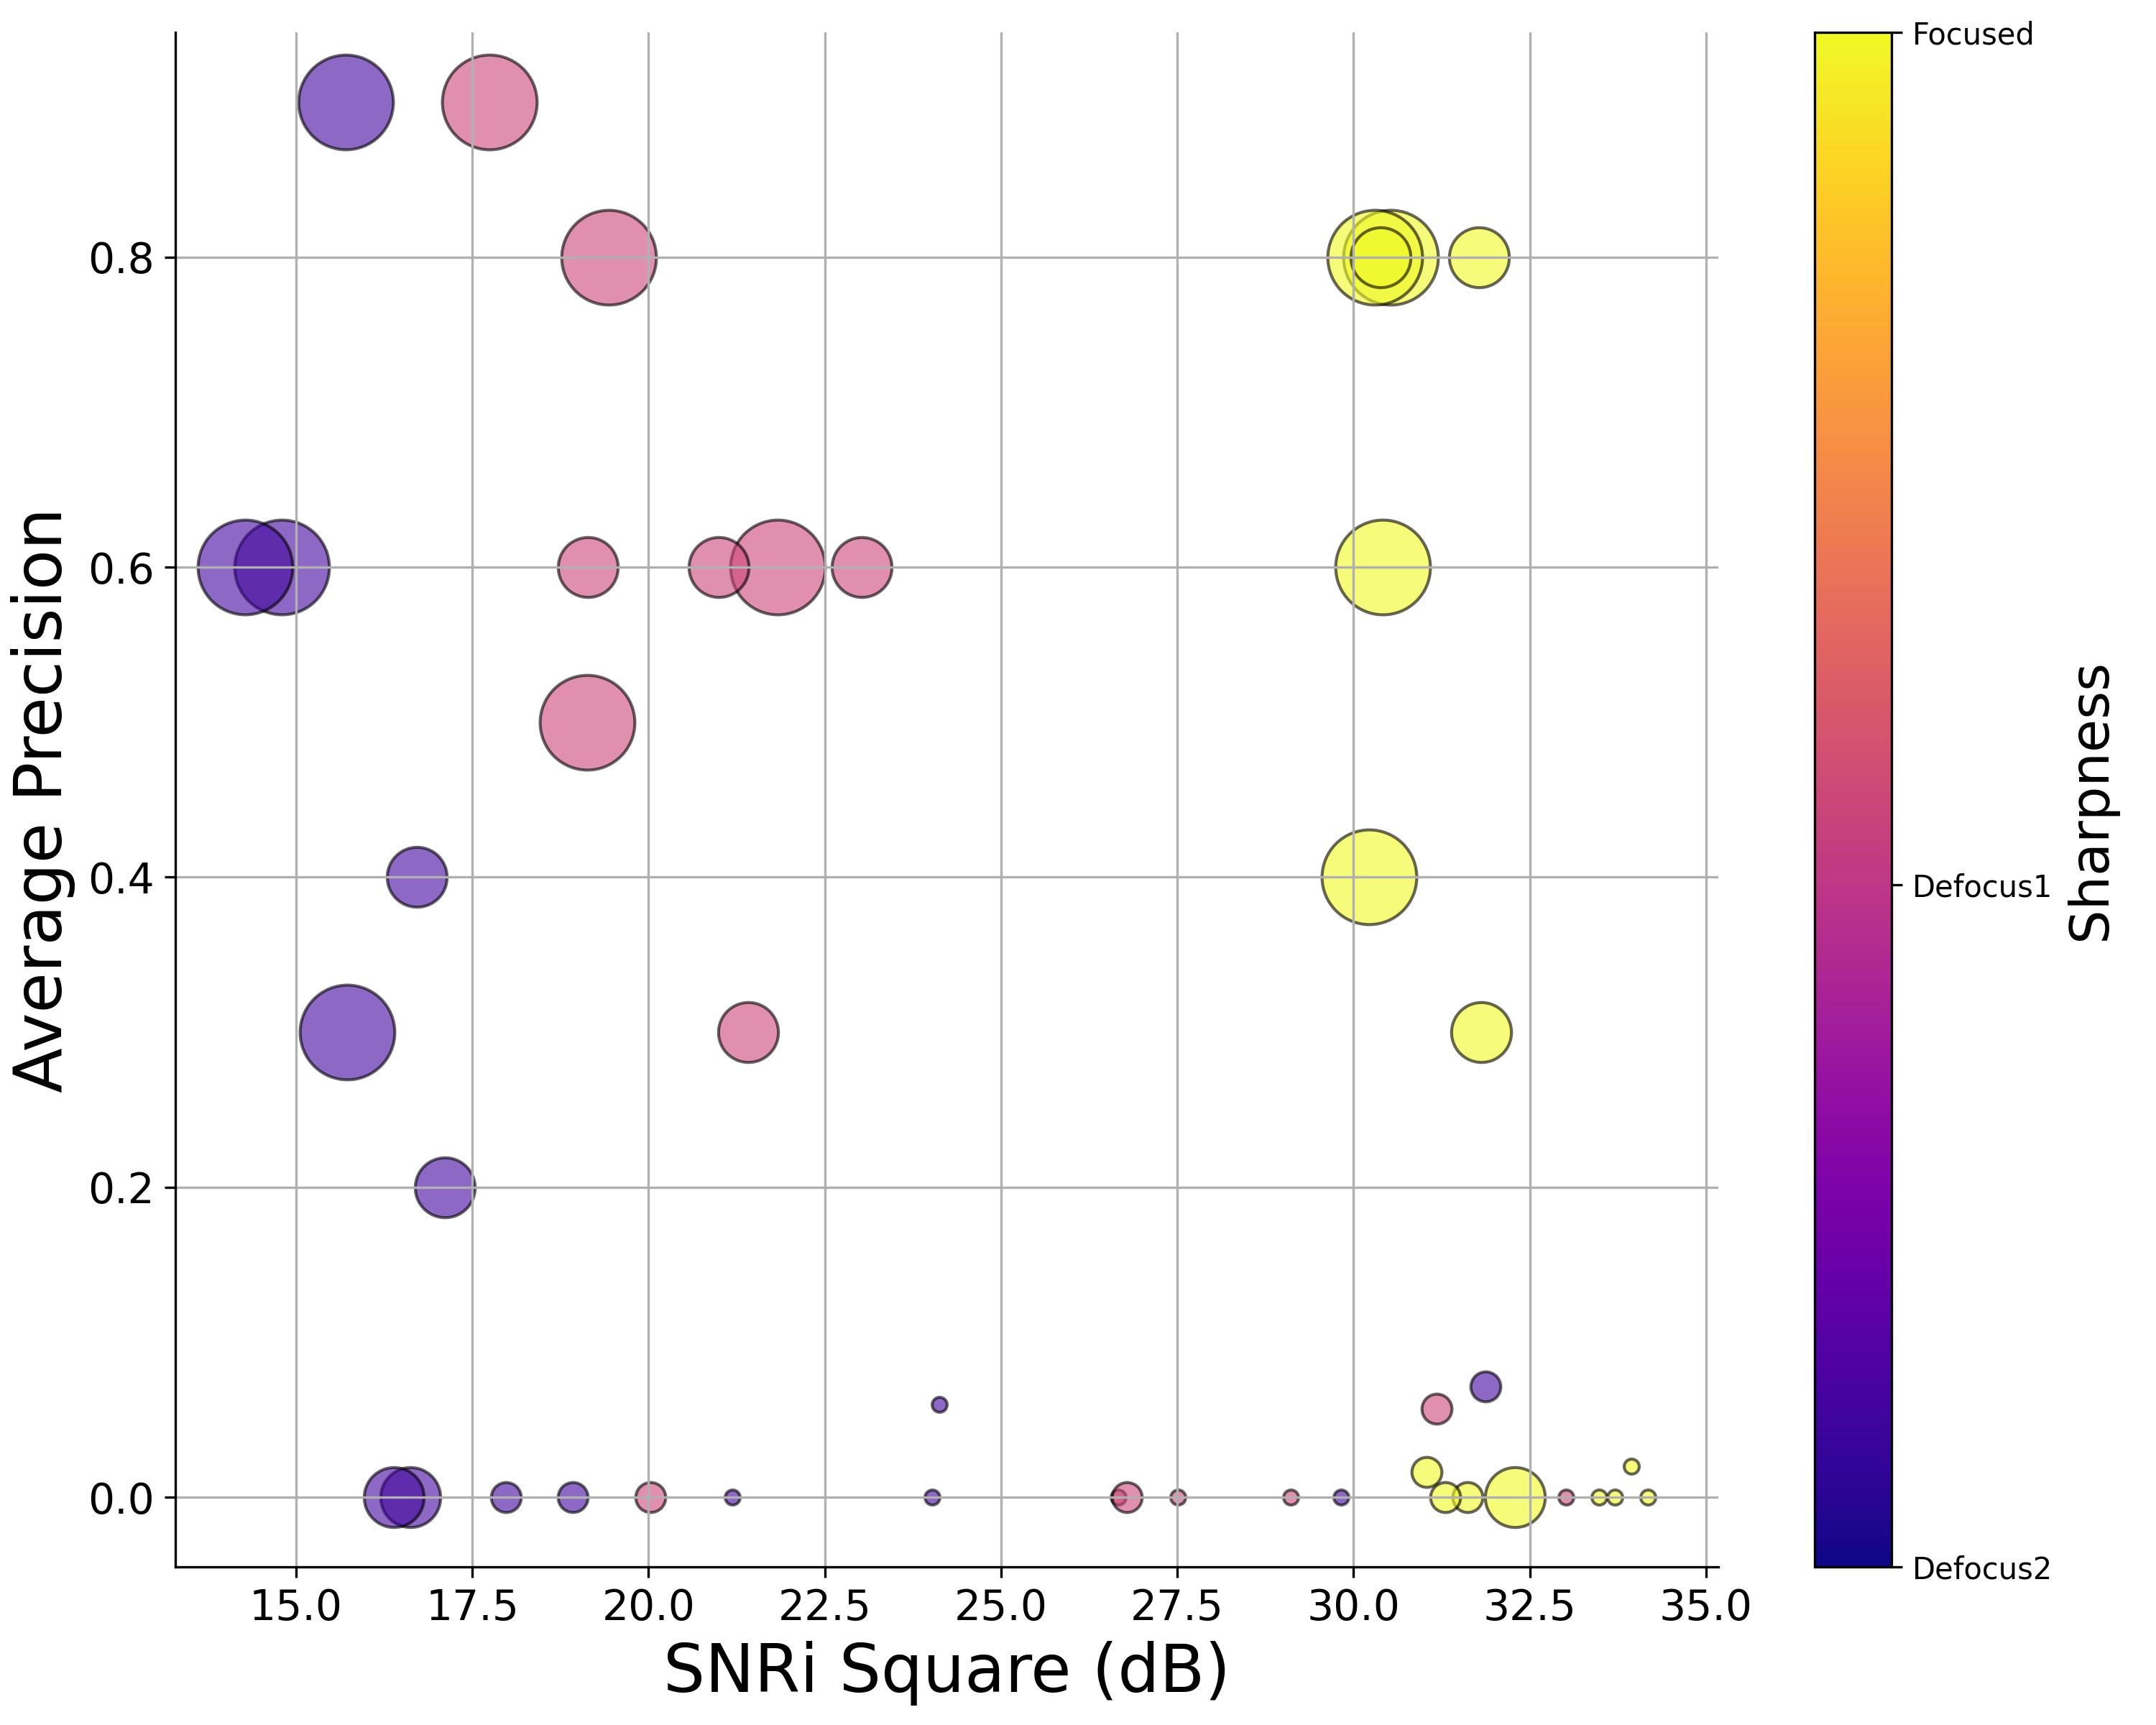 Average Precision
0.8
0.6
0.4
0.2
0.0
15.0 17.5 20.0 22.5 25.0 27.5 30.0 32.5 35.0
SNRi Square (dB)
Focused
Defocus1
Defocus2
Sharpness